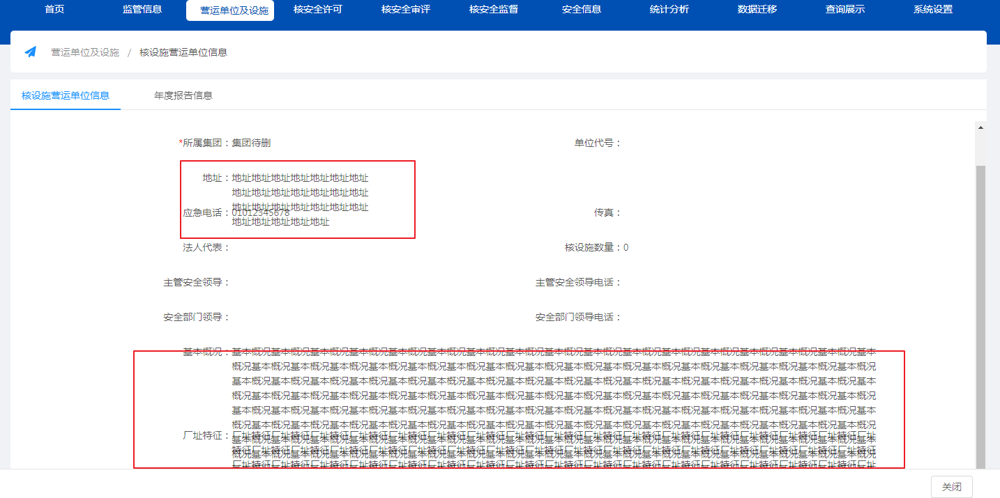 首页 监管信息 营运单位及设施 核安全许可 核安全审评 核安全监督 安全信息 统计分析 数据迁移 查询展示 系统设置
营运单位及设施 / 核设施营运单位信息
核设施营运单位信息 年度报告信息
*所属集团：集团待删 单位代号：
地址：地址地址地址地址地址地址地址
地址地址地址地址地址地址地址
地址地址地址地址地址地址地址
应急电话：01012345678 传真：
地址地址地址地址地址
法人代表： 核设施数量：0
主管安全领导： 主管安全领导电话：
安全部门领导： 安全部门领导电话：
基本概况：基本概况基本概况基本概况基本概况基本概况基本概况基本概况基本概况基本概况基本概况基本概况基本概况基本概况基本概况基本概况基本概况基本
概况基本概况基本概况基本概况基本概况基本概况基本概况基本概况基本概况基本概况基本概况基本概况基本概况基本概况基本概况基本概况基本概况
基本概况基本概况基本概况基本概况基本概况基本概况基本概况基本概况基本概况基本概况基本概况基本概况基本概况基本概况基本概况基本概况基本
概况基本概况基本概况基本概况基本概况基本概况基本概况基本概况基本概况基本概况基本概况基本概况基本概况基本概况基本概况基本概况基本概况
基本概况基本概况基本概况基本概况基本概况基本概况基本概况基本概况基本概况基本概况基本概况基本概况基本概况基本概况基本概况基本概况基本
概况基本概况基本概况基本概况基本概况基本概况基本概况基本概况基本概况基本概况基本概况基本概况基本概况基本概况基本概况基本概况基本概况
厂址特征：
关闭